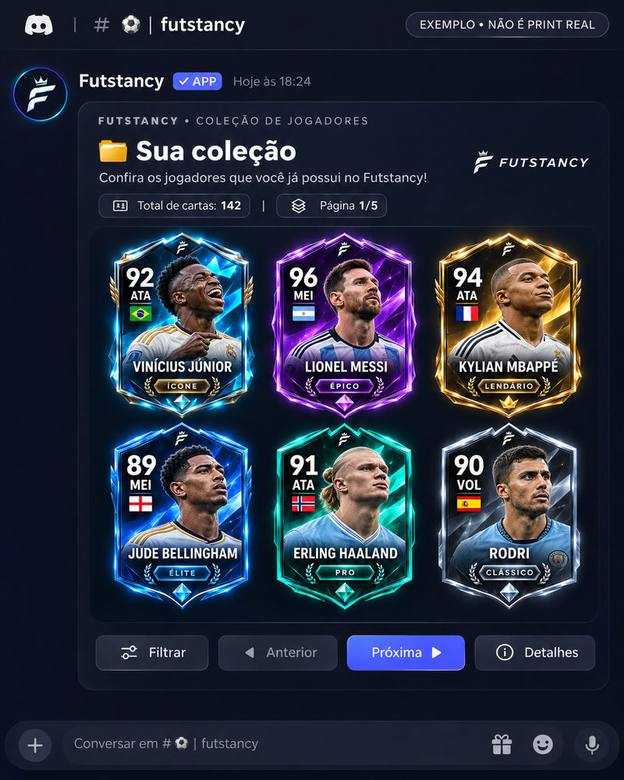 # ⚽ | futstancy
EXEMPLO • NÃO É PRINT REAL
Futstancy ✓ APP Hoje às 18:24
FUTSTANCY • COLEÇÃO DE JOGADORES
Sua coleção
FUTSTANCY
Confira os jogadores que você já possui no Futstancy!
Total de cartas: 142 | Página 1/5
92
ATA
VINÍCIUS JÚNIOR
ÍCONE
96
MEI
LIONEL MESSI
ÉPICO
94
ATA
KYLIAN MBAPPÉ
LENDÁRIO
89
MEI
JUDE BELLINGHAM
ÉLITE
91
ATA
ERLING HAALAND
PRO
90
VOL
RODRI
CLÁSSICO
Filtrar
Anterior
Próxima
Detalhes
Conversar em # ⚽ | futstancy